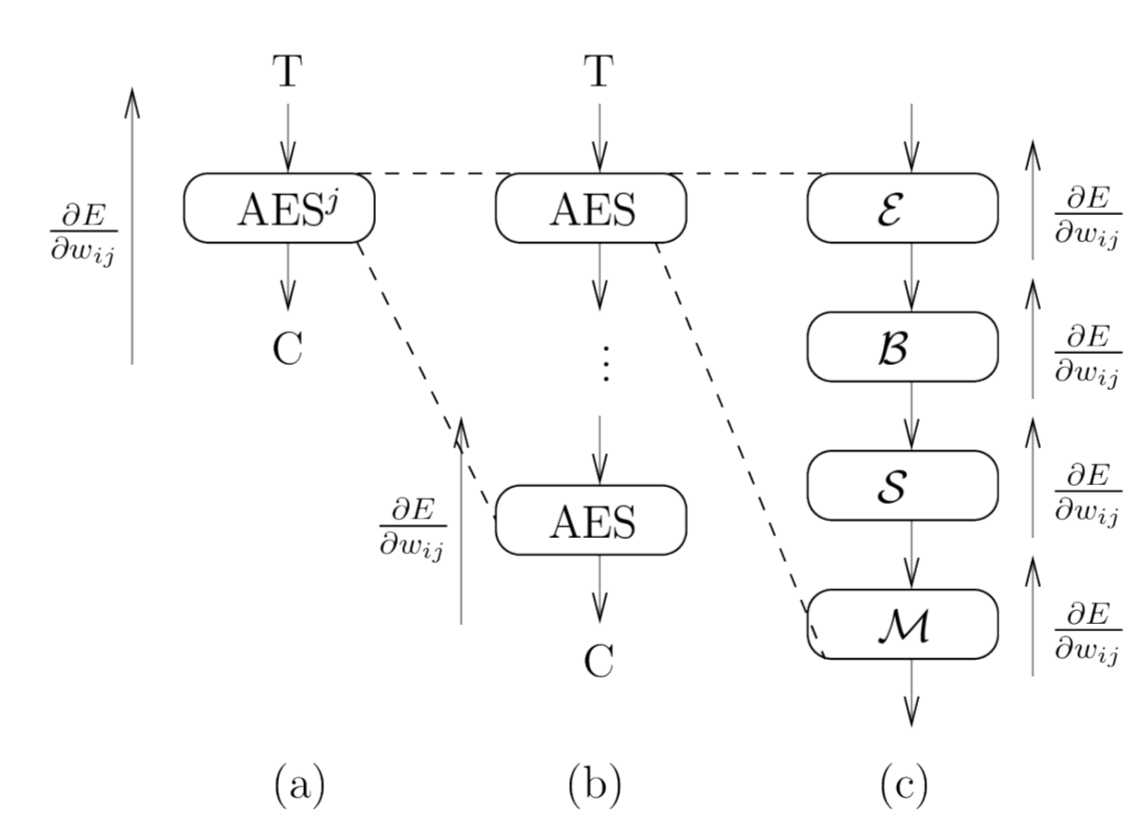 T T
AES^j AES ℰ
∂E/∂w_ij ∂E/∂w_ij
C ⋮ ℬ
∂E/∂w_ij
𝒮
∂E/∂w_ij AES ∂E/∂w_ij
C ℳ
∂E/∂w_ij
(a) (b) (c)